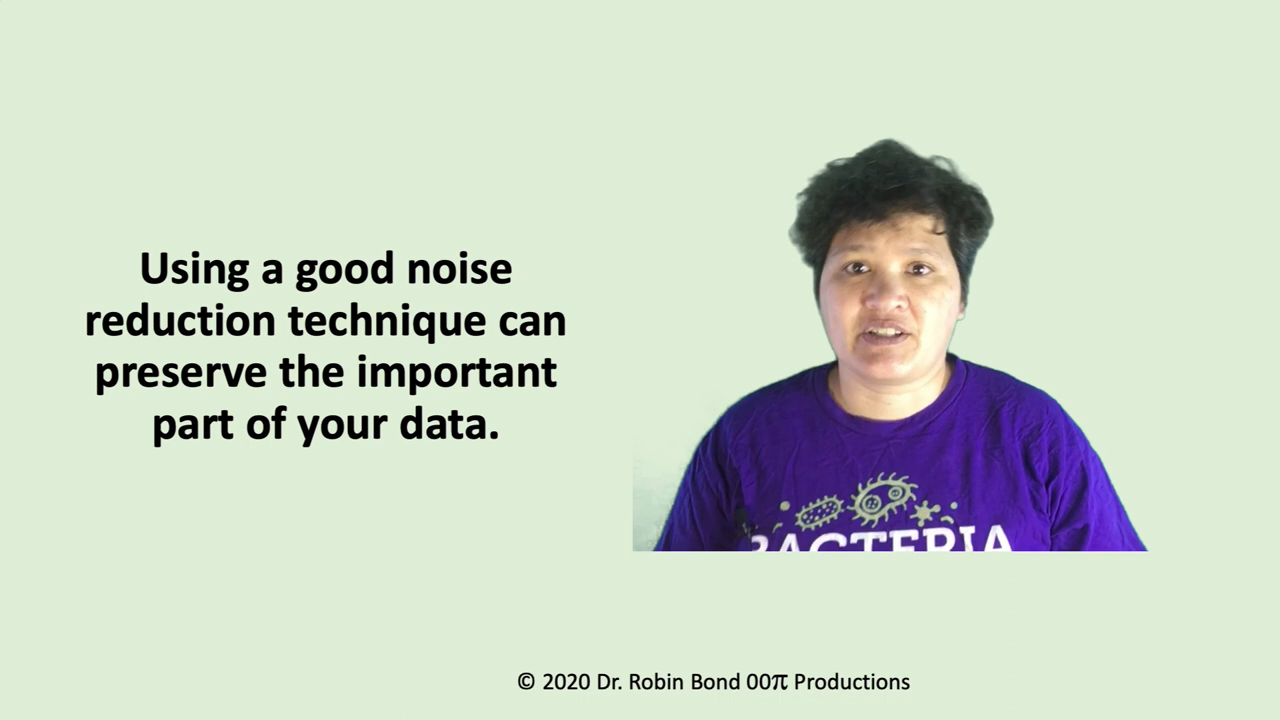 Using a good noise
reduction technique can
preserve the important
part of your data.
BACTERIA
© 2020 Dr. Robin Bond 00π Productions